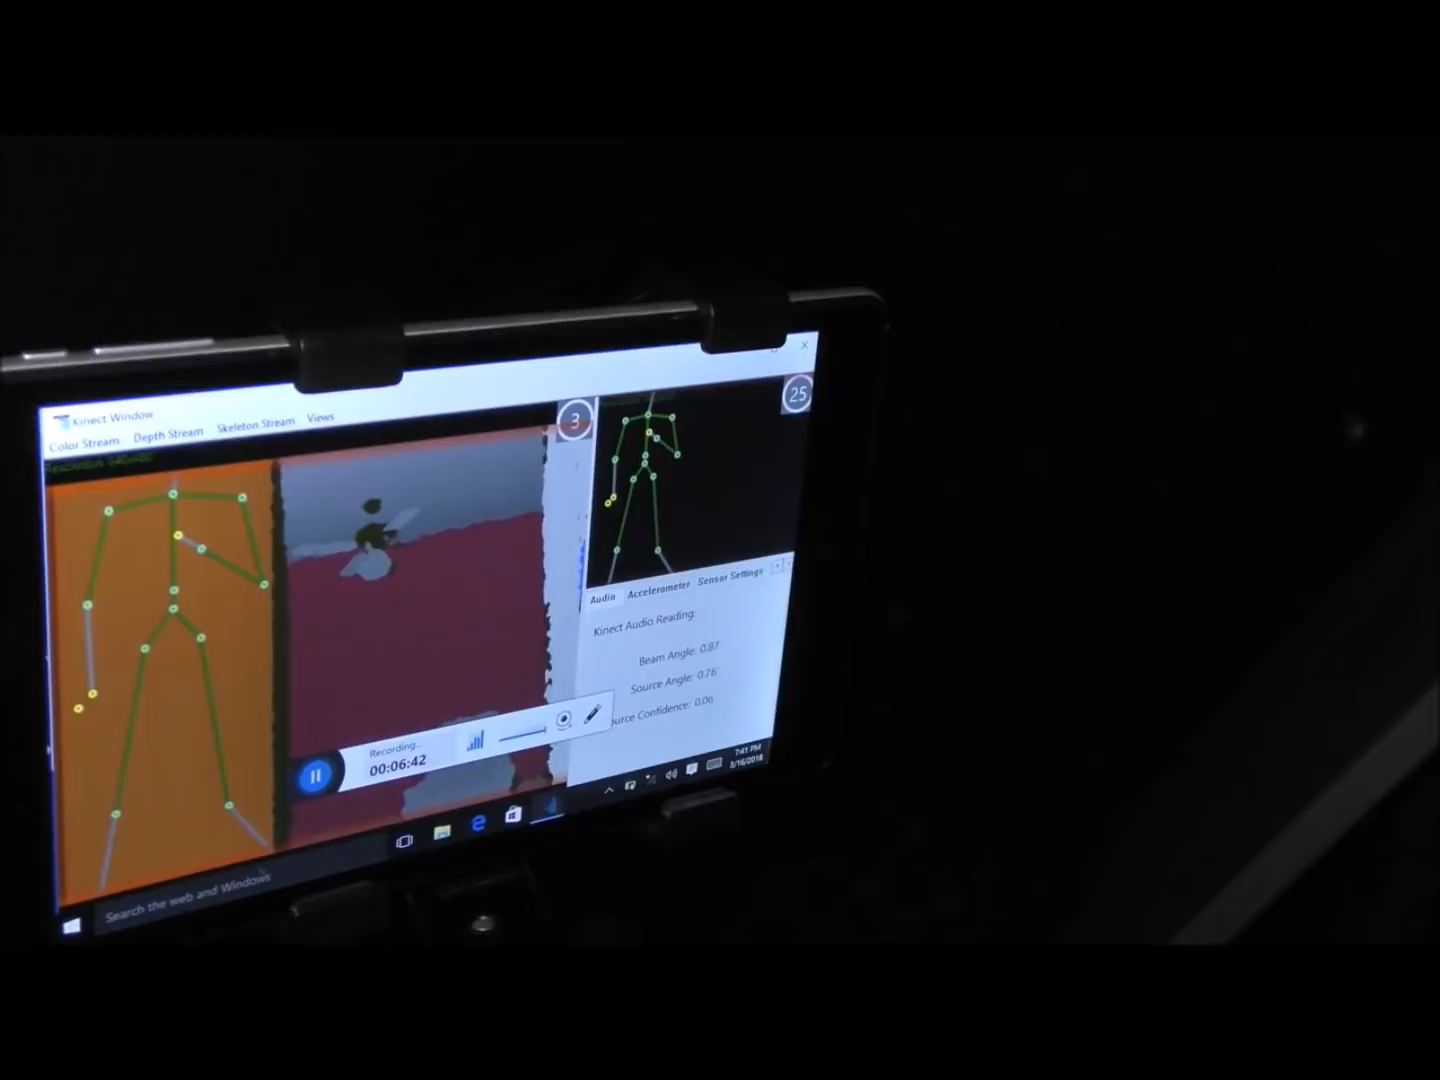 Kinect Window
Color Stream Depth Stream Skeleton Stream Views
3
25
Audio Accelerometer Sensor Settings
Kinect Audio Reading:
Beam Angle: 0.87
Source Angle: 0.76
ource Confidence: 0.06
Recording...
00:06:42
7:41 PM
3/16/2018
Search the web and Windows